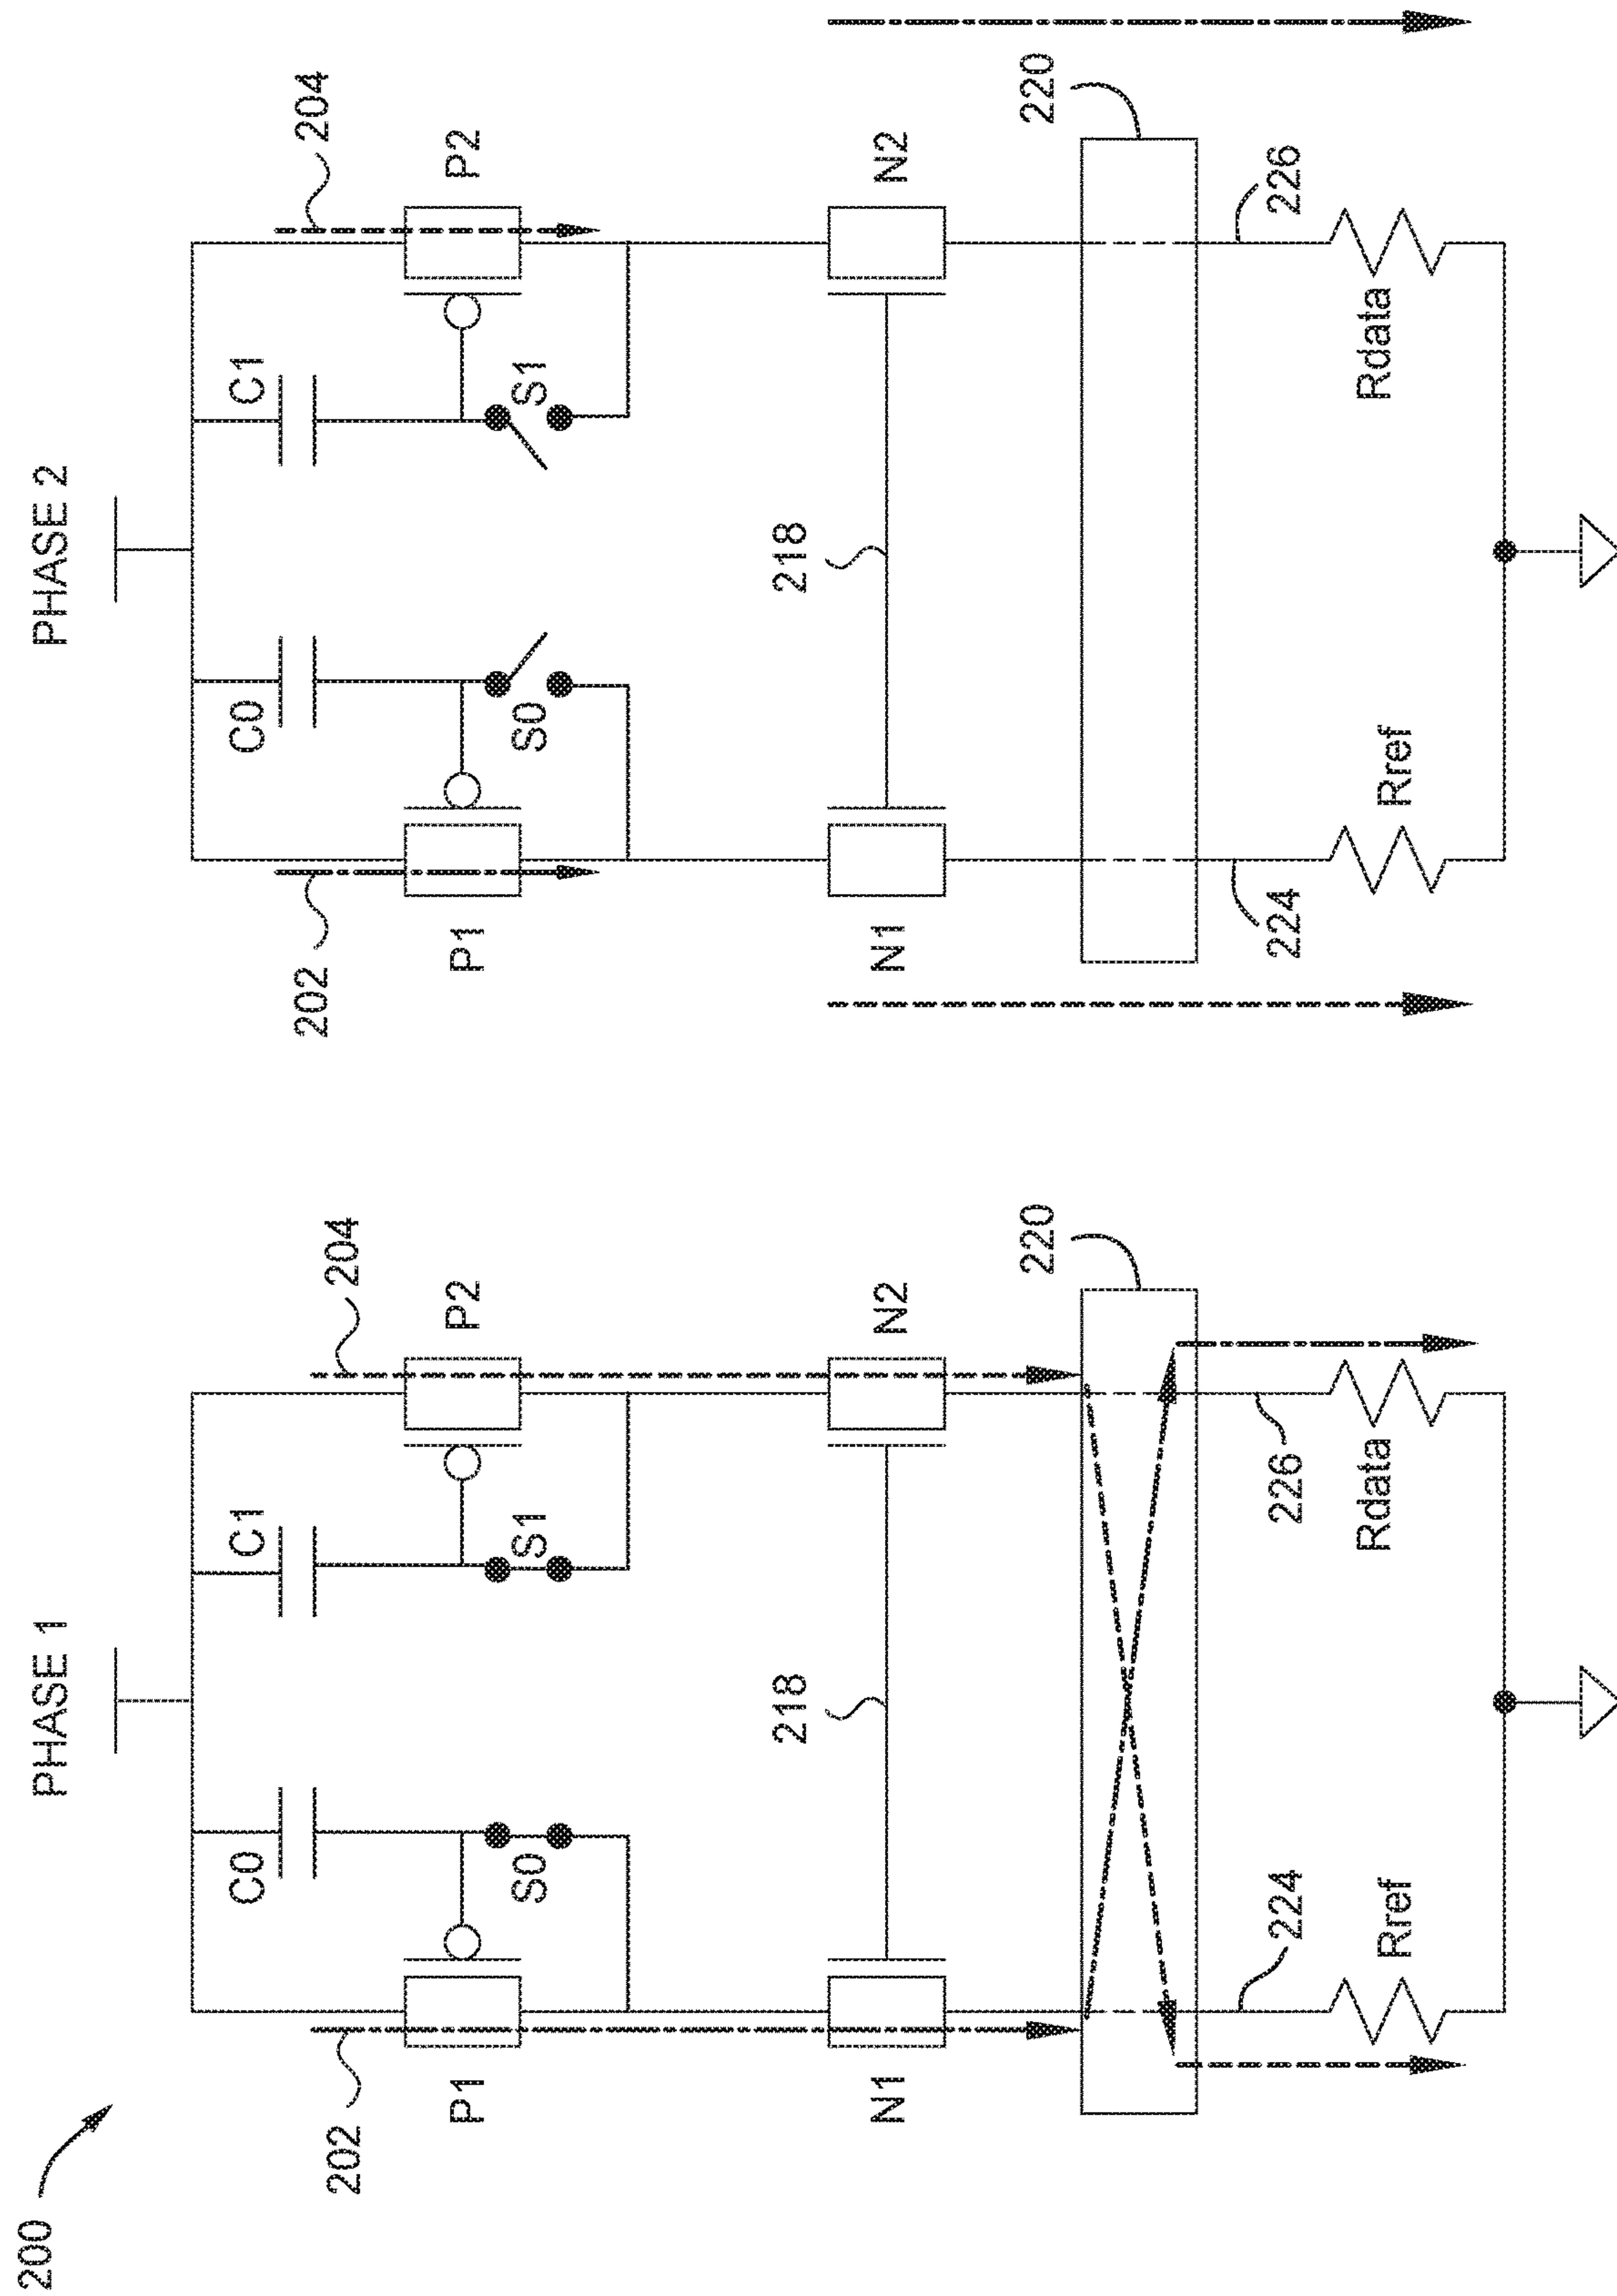 200
PHASE 1
C0
C1
202
204
P1
S0
S1
P2
218
N1
N2
220
224
226
Rref
Rdata
PHASE 2
C0
C1
202
204
P1
S0
S1
P2
218
N1
N2
220
224
226
Rref
Rdata